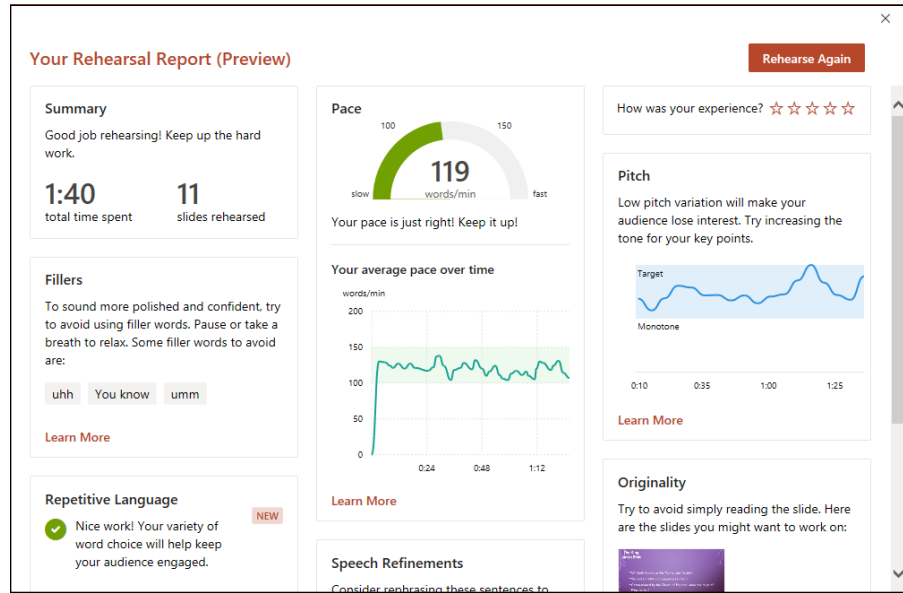 Your Rehearsal Report (Preview)
Rehearse Again
Summary
Good job rehearsing! Keep up the hard
work.
1:40
total time spent
11
slides rehearsed
Fillers
To sound more polished and confident, try
to avoid using filler words. Pause or take a
breath to relax. Some filler words to avoid
are:
uhh You know umm
Learn More
Repetitive Language
NEW
Nice work! Your variety of
word choice will help keep
your audience engaged.
Pace
100 150
119
slow words/min fast
Your pace is just right! Keep it up!
Your average pace over time
words/min
200
150
100
50
0
0:24 0:48 1:12
Learn More
Speech Refinements
Consider rephrasing these sentences to
How was your experience?
Pitch
Low pitch variation will make your
audience lose interest. Try increasing the
tone for your key points.
Target
Monotone
0:10 0:35 1:00 1:25
Learn More
Originality
Try to avoid simply reading the slide. Here
are the slides you might want to work on: